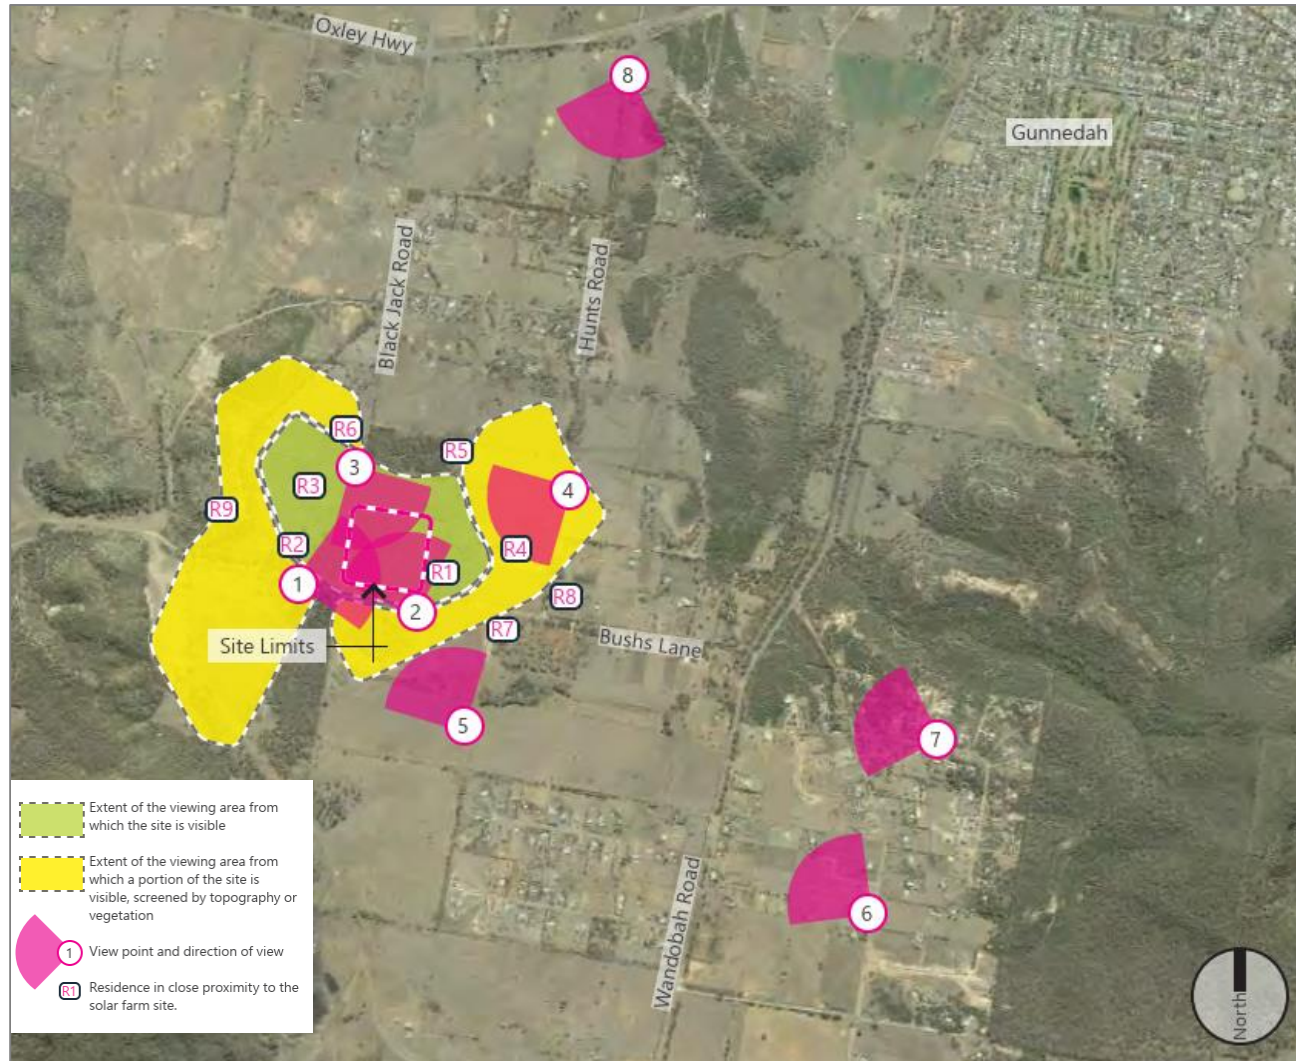 Oxley Hwy
8
Gunnedah
Black Jack Road
Hunts Road
R6
R5
3
R3
4
R9
R2
R4
R1
1
R8
2
R7
Site Limits
Bushs Lane
5
7
Wandobah Road
6
Extent of the viewing area from
which the site is visible
Extent of the viewing area from
which a portion of the site is
visible, screened by topography or
vegetation
1
View point and direction of view
R1
Residence in close proximity to the
solar farm site.
North